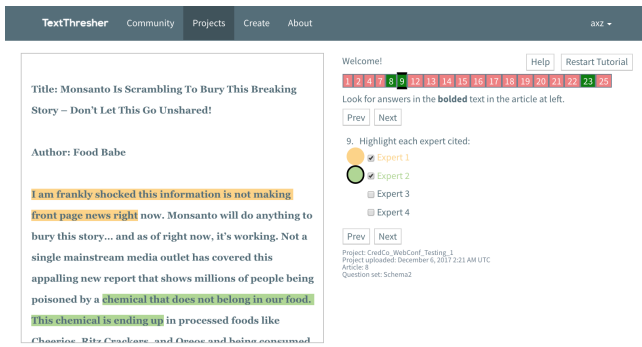 TextThresher Community Projects Create About axz
Title: Monsanto Is Scrambling To Bury This Breaking
Story – Don't Let This Go Unshared!
Author: Food Babe
I am frankly shocked this information is not making
front page news right now. Monsanto will do anything to
bury this story... and as of right now, it's working. Not a
single mainstream media outlet has covered this
appalling new report that shows millions of people being
poisoned by a chemical that does not belong in our food.
This chemical is ending up in processed foods like
Cheerios, Ritz Crackers, and Oreos and being consumed
Welcome! Help Restart Tutorial
1 2 4 7 8 9 12 13 14 15 16 17 18 19 20 21 22 23 25
Look for answers in the bolded text in the article at left.
Prev Next
9. Highlight each expert cited:
Expert 1
Expert 2
Expert 3
Expert 4
Prev Next
Project: CredCo_WebConf_Testing_1
Project uploaded: December 6, 2017 2:21 AM UTC
Article: 8
Question set: Schema2